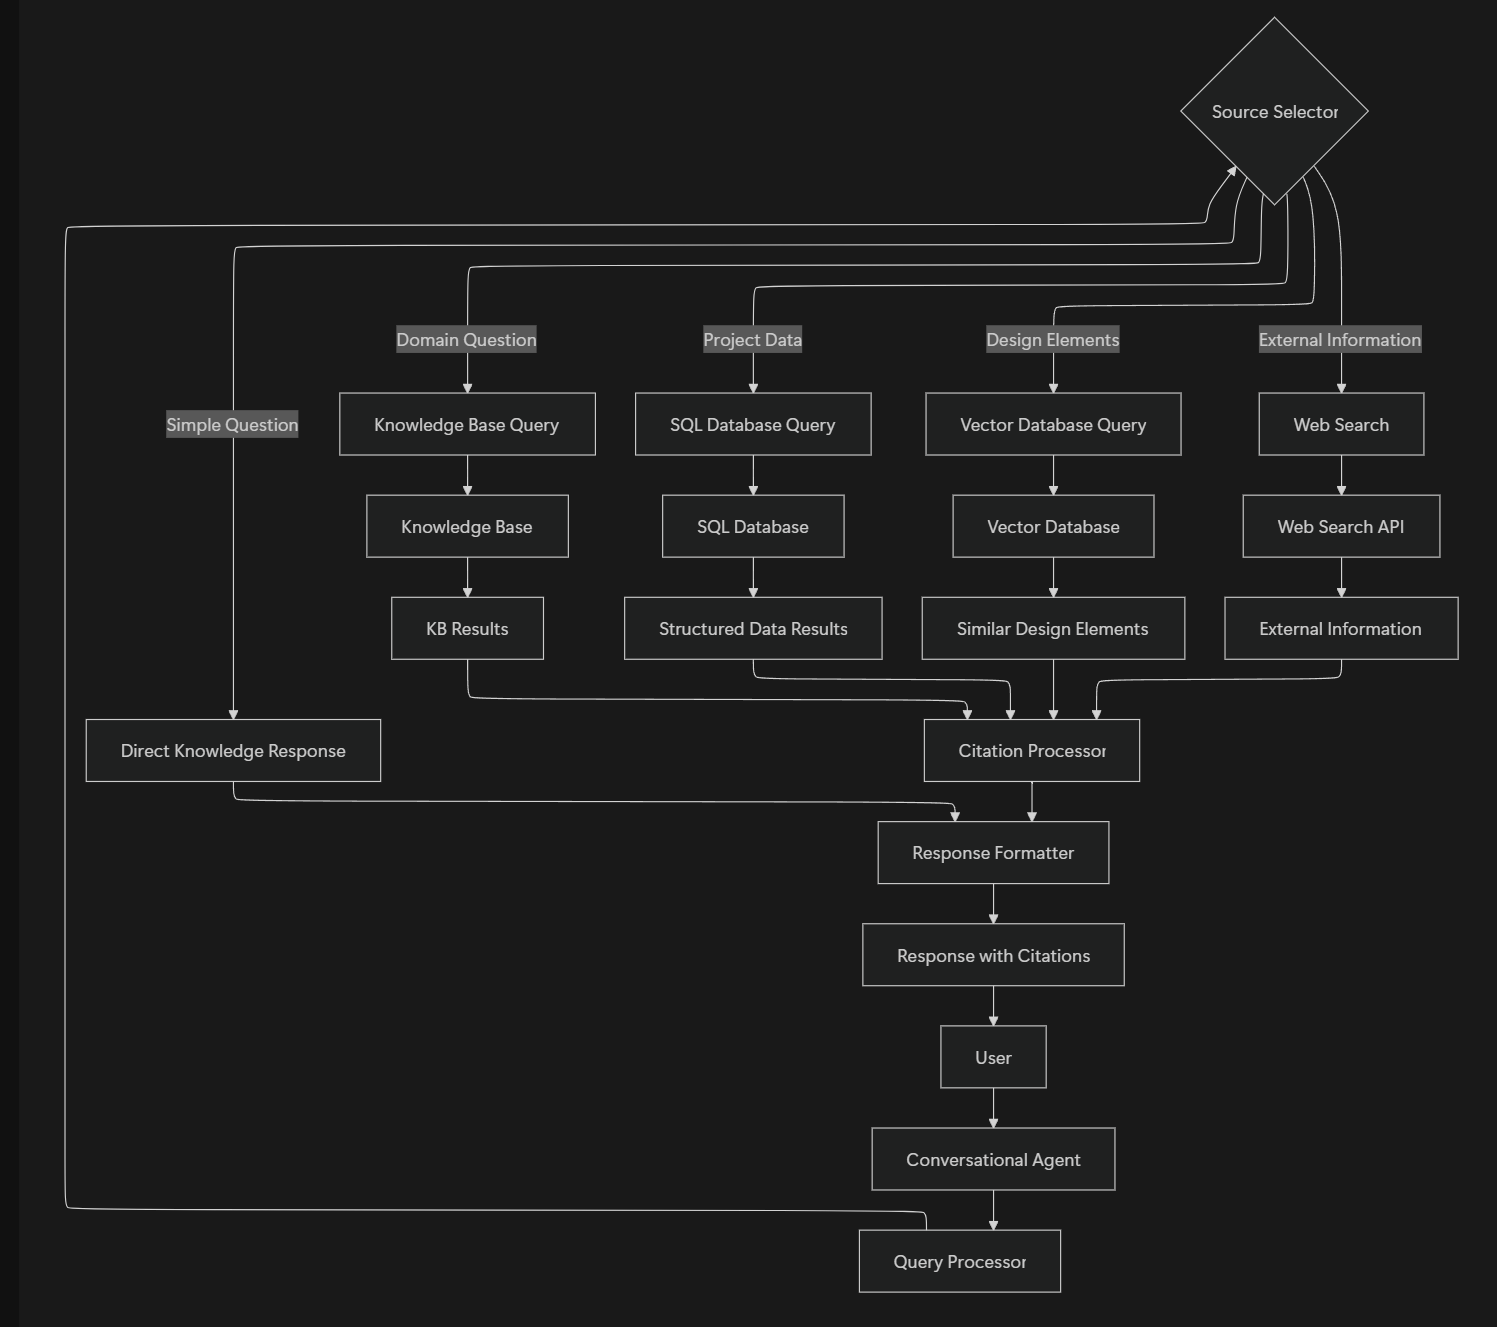 Source Selector
Domain Question
Project Data
Design Elements
External Information
Simple Question
Knowledge Base Query
SQL Database Query
Vector Database Query
Web Search
Knowledge Base
SQL Database
Vector Database
Web Search API
KB Results
Structured Data Results
Similar Design Elements
External Information
Direct Knowledge Response
Citation Processor
Response Formatter
Response with Citations
User
Conversational Agent
Query Processor